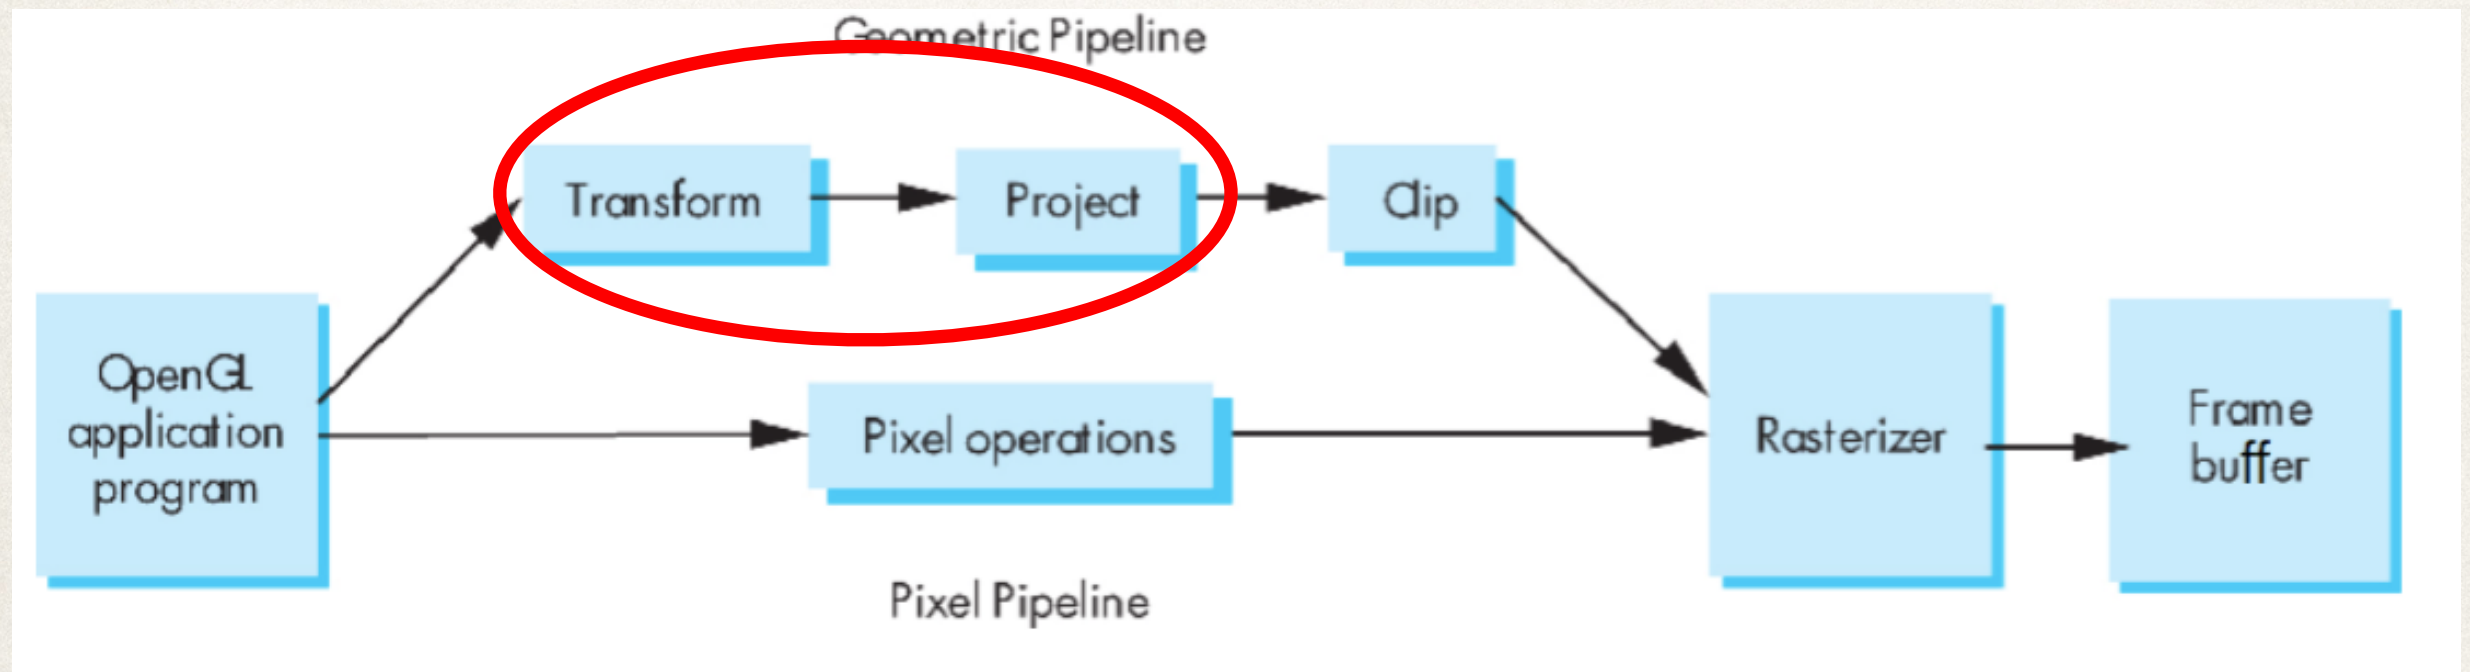 Geometric Pipeline
Transform
Project
Clip
OpenGL
application
program
Pixel operations
Rasterizer
Frame
buffer
Pixel Pipeline